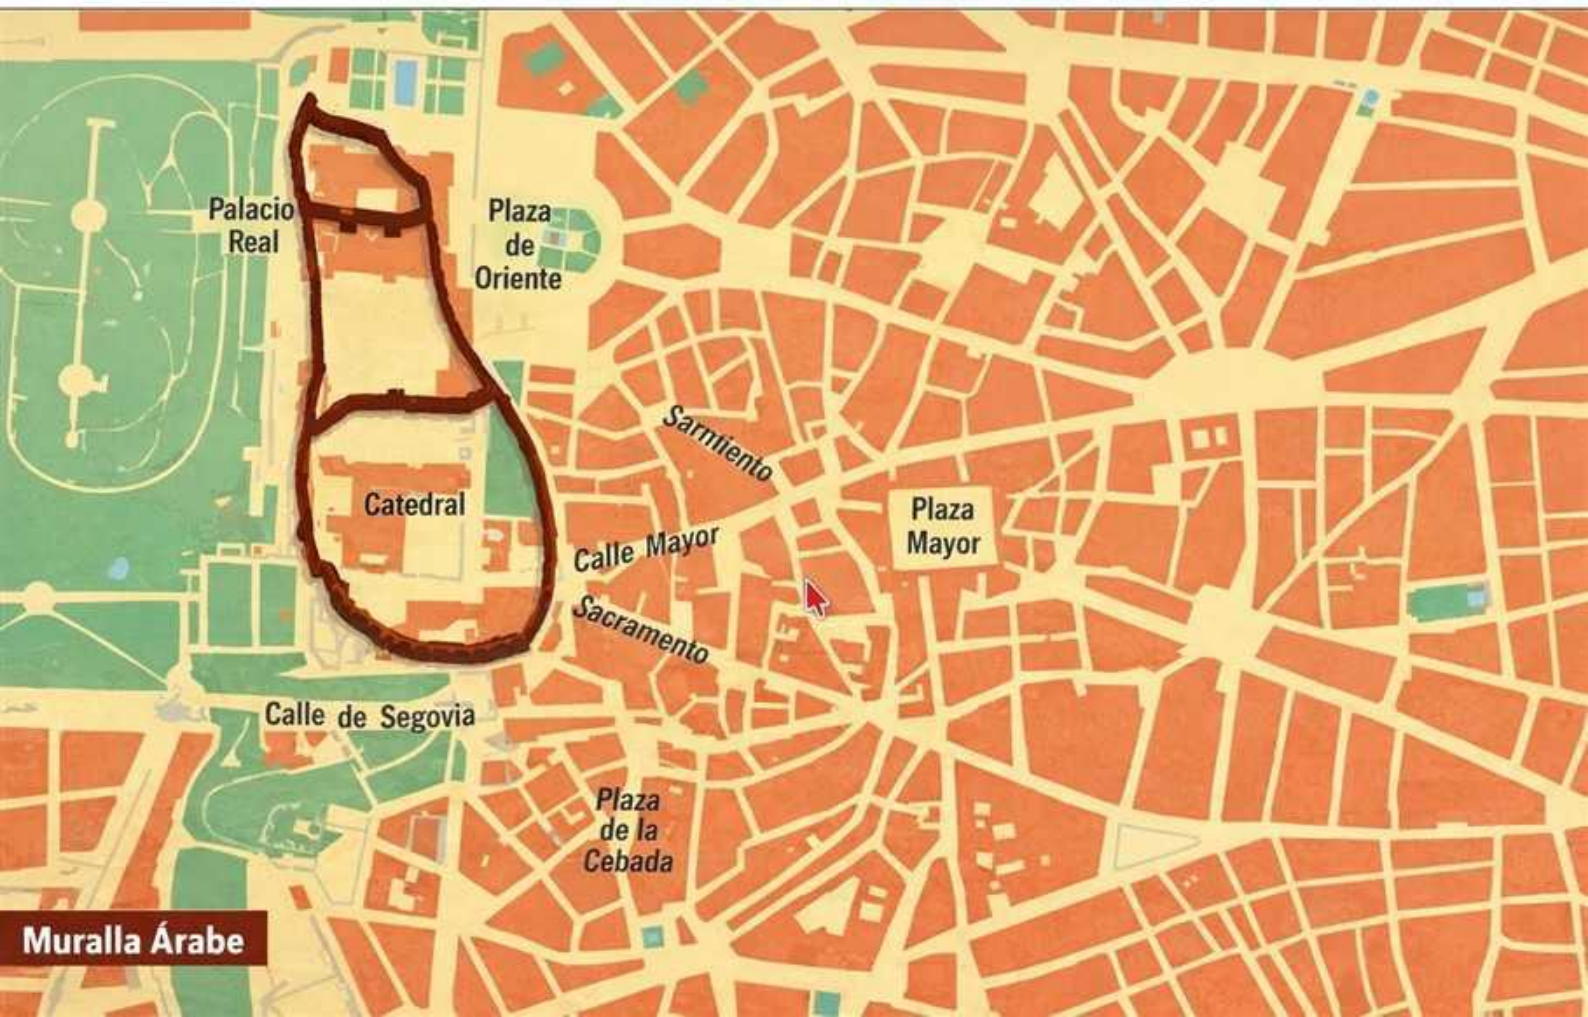 Palacio
Real
Plaza
de
Oriente
Sarmiento
Catedral
Plaza
Mayor
Calle Mayor
Sacramento
Calle de Segovia
Plaza
de la
Cebada
Muralla Árabe